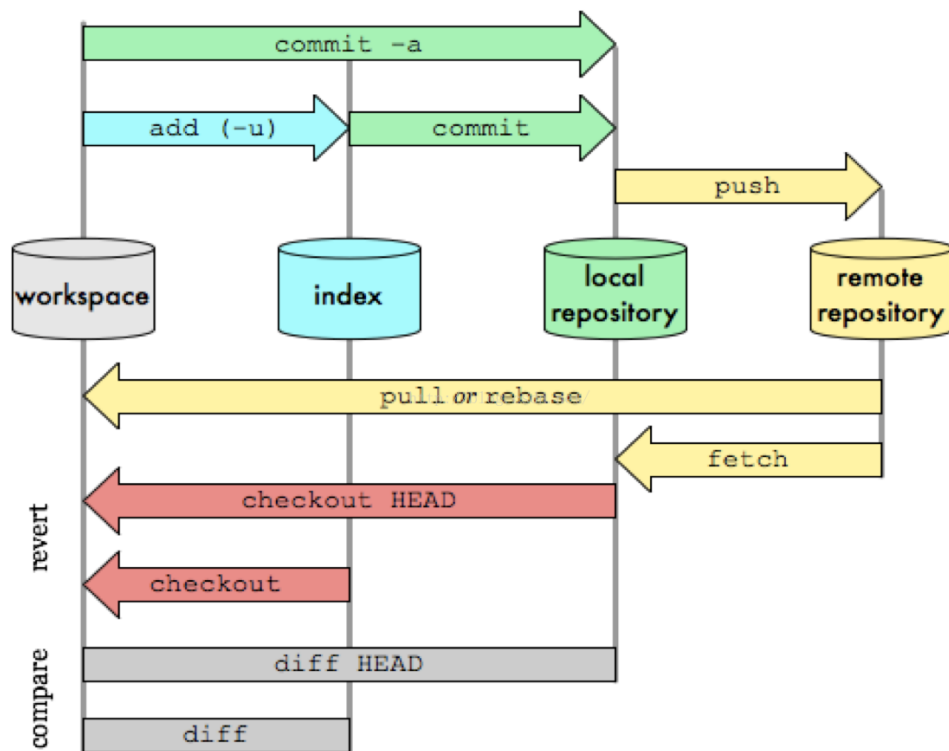 commit -a
add (-u)
commit
push
workspace
index
local
repository
remote
repository
pull or rebase
fetch
checkout HEAD
revert
checkout
diff HEAD
compare
diff